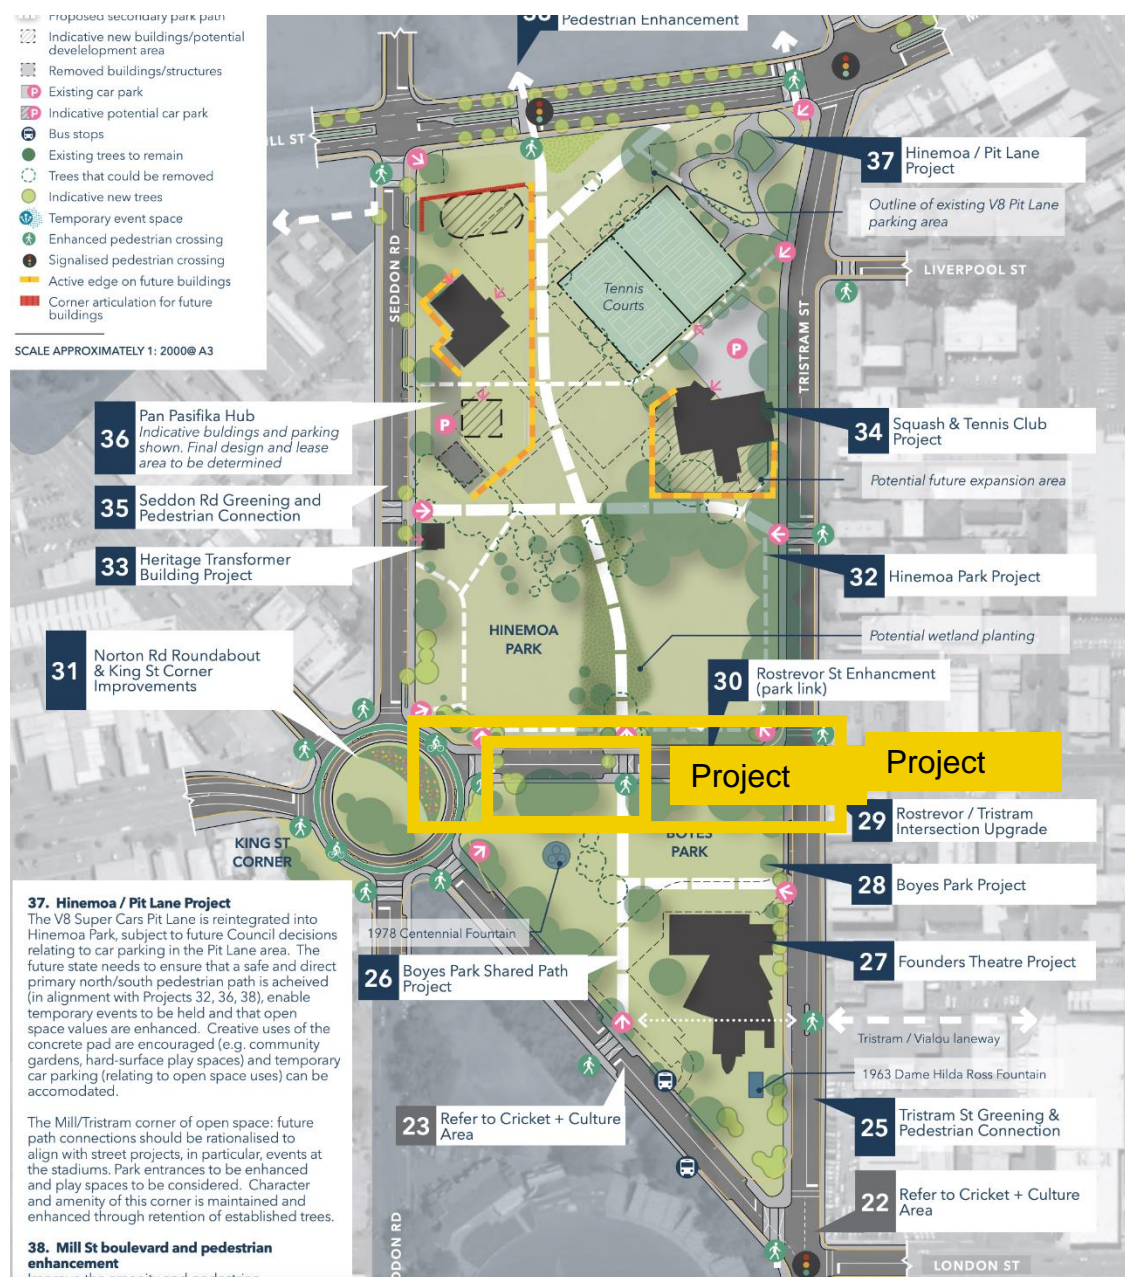 Proposed secondary park path
Indicative new buildings/potential
develelopment area
Removed buildings/structures
Existing car park
Indicative potential car park
Bus stops
Existing trees to remain
Trees that could be removed
Indicative new trees
Temporary event space
Enhanced pedestrian crossing
Signalised pedestrian crossing
Active edge on future buildings
Corner articulation for future
buildings
SCALE APPROXIMATELY 1: 2000@ A3
Pedestrian Enhancement
ILL ST
37 Hinemoa / Pit Lane
Project
Outline of existing V8 Pit Lane
parking area
LIVERPOOL ST
SEDDON RD
TRISTRAM ST
Tennis
Courts
P
P
36 Pan Pasifika Hub
Indicative buldings and parking
shown. Final design and lease
area to be determined
34 Squash & Tennis Club
Project
Potential future expansion area
35 Seddon Rd Greening and
Pedestrian Connection
33 Heritage Transformer
Building Project
32 Hinemoa Park Project
HINEMOA
PARK
Potential wetland planting
31 Norton Rd Roundabout
& King St Corner
Improvements
30 Rostrevor St Enhancment
(park link)
Project
Project
29 Rostrevor / Tristram
Intersection Upgrade
KING ST
CORNER
BOYES
PARK
28 Boyes Park Project
1978 Centennial Fountain
26 Boyes Park Shared Path
Project
27 Founders Theatre Project
Tristram / Vialou laneway
1963 Dame Hilda Ross Fountain
23 Refer to Cricket + Culture
Area
25 Tristram St Greening &
Pedestrian Connection
22 Refer to Cricket + Culture
Area
DDON RD
LONDON ST
37. Hinemoa / Pit Lane Project
The V8 Super Cars Pit Lane is reintegrated into
Hinemoa Park, subject to future Council decisions
relating to car parking in the Pit Lane area. The
future state needs to ensure that a safe and direct
primary north/south pedestrian path is acheived
(in alignment with Projects 32, 36, 38), enable
temporary events to be held and that open
space values are enhanced. Creative uses of the
concrete pad are encouraged (e.g. community
gardens, hard-surface play spaces) and temporary
car parking (relating to open space uses) can be
accomodated.
The Mill/Tristram corner of open space: future
path connections should be rationalised to
align with street projects, in particular, events at
the stadiums. Park entrances to be enhanced
and play spaces to be considered. Character
and amenity of this corner is maintained and
enhanced through retention of established trees.
38. Mill St boulevard and pedestrian
enhancement